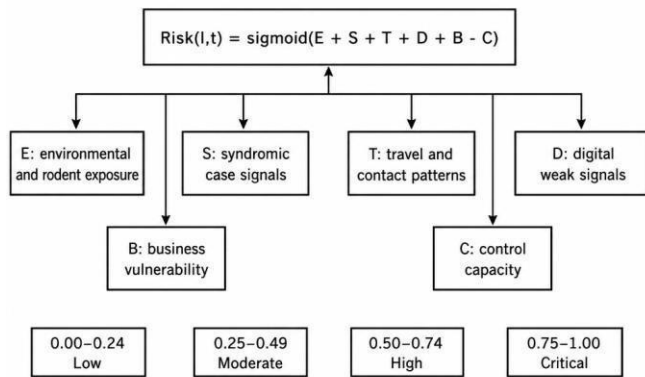 Risk(l,t) = sigmoid(E + S + T + D + B - C)
E: environmental
and rodent exposure
S: syndromic
case signals
T: travel and
contact patterns
D: digital
weak signals
B: business
vulnerability
C: control
capacity
0.00–0.24
Low
0.25–0.49
Moderate
0.50–0.74
High
0.75–1.00
Critical